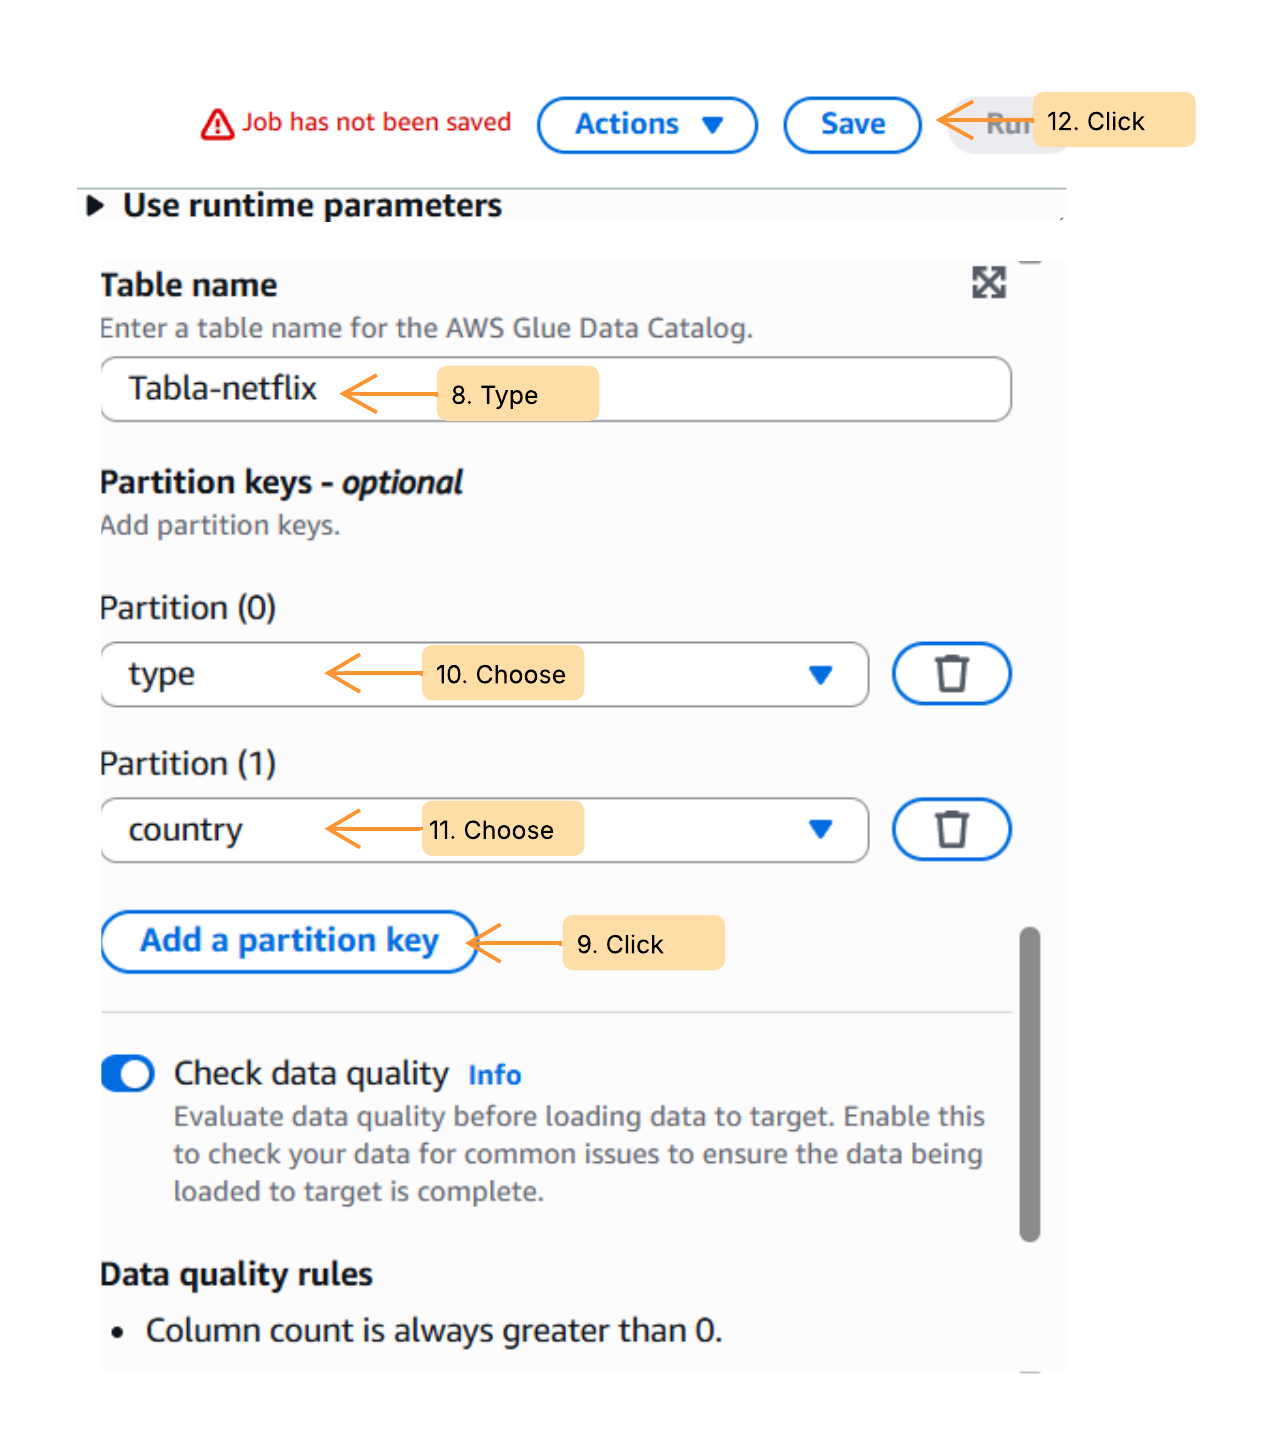 Job has not been saved Actions Save Run 12. Click
Use runtime parameters
Table name
Enter a table name for the AWS Glue Data Catalog.
Tabla-netflix 8. Type
Partition keys - optional
Add partition keys.
Partition (0)
type 10. Choose
Partition (1)
country 11. Choose
Add a partition key 9. Click
Check data quality Info
Evaluate data quality before loading data to target. Enable this
to check your data for common issues to ensure the data being
loaded to target is complete.
Data quality rules
• Column count is always greater than 0.